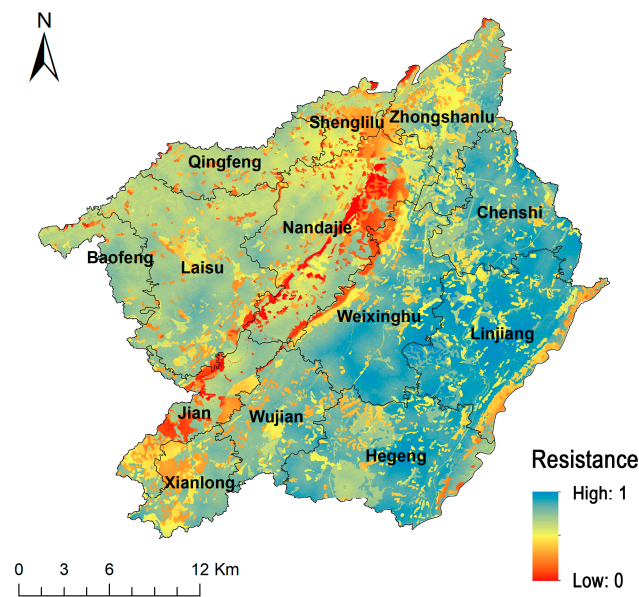 N
Shenglilu
Zhongshanlu
Qingfeng
Chenshi
Nandajie
Baofeng
Laisu
Weixinghu
Linjiang
Jian
Wujian
Hegeng
Xianlong
Resistance
High: 1
Low: 0
0 3 6 12 Km